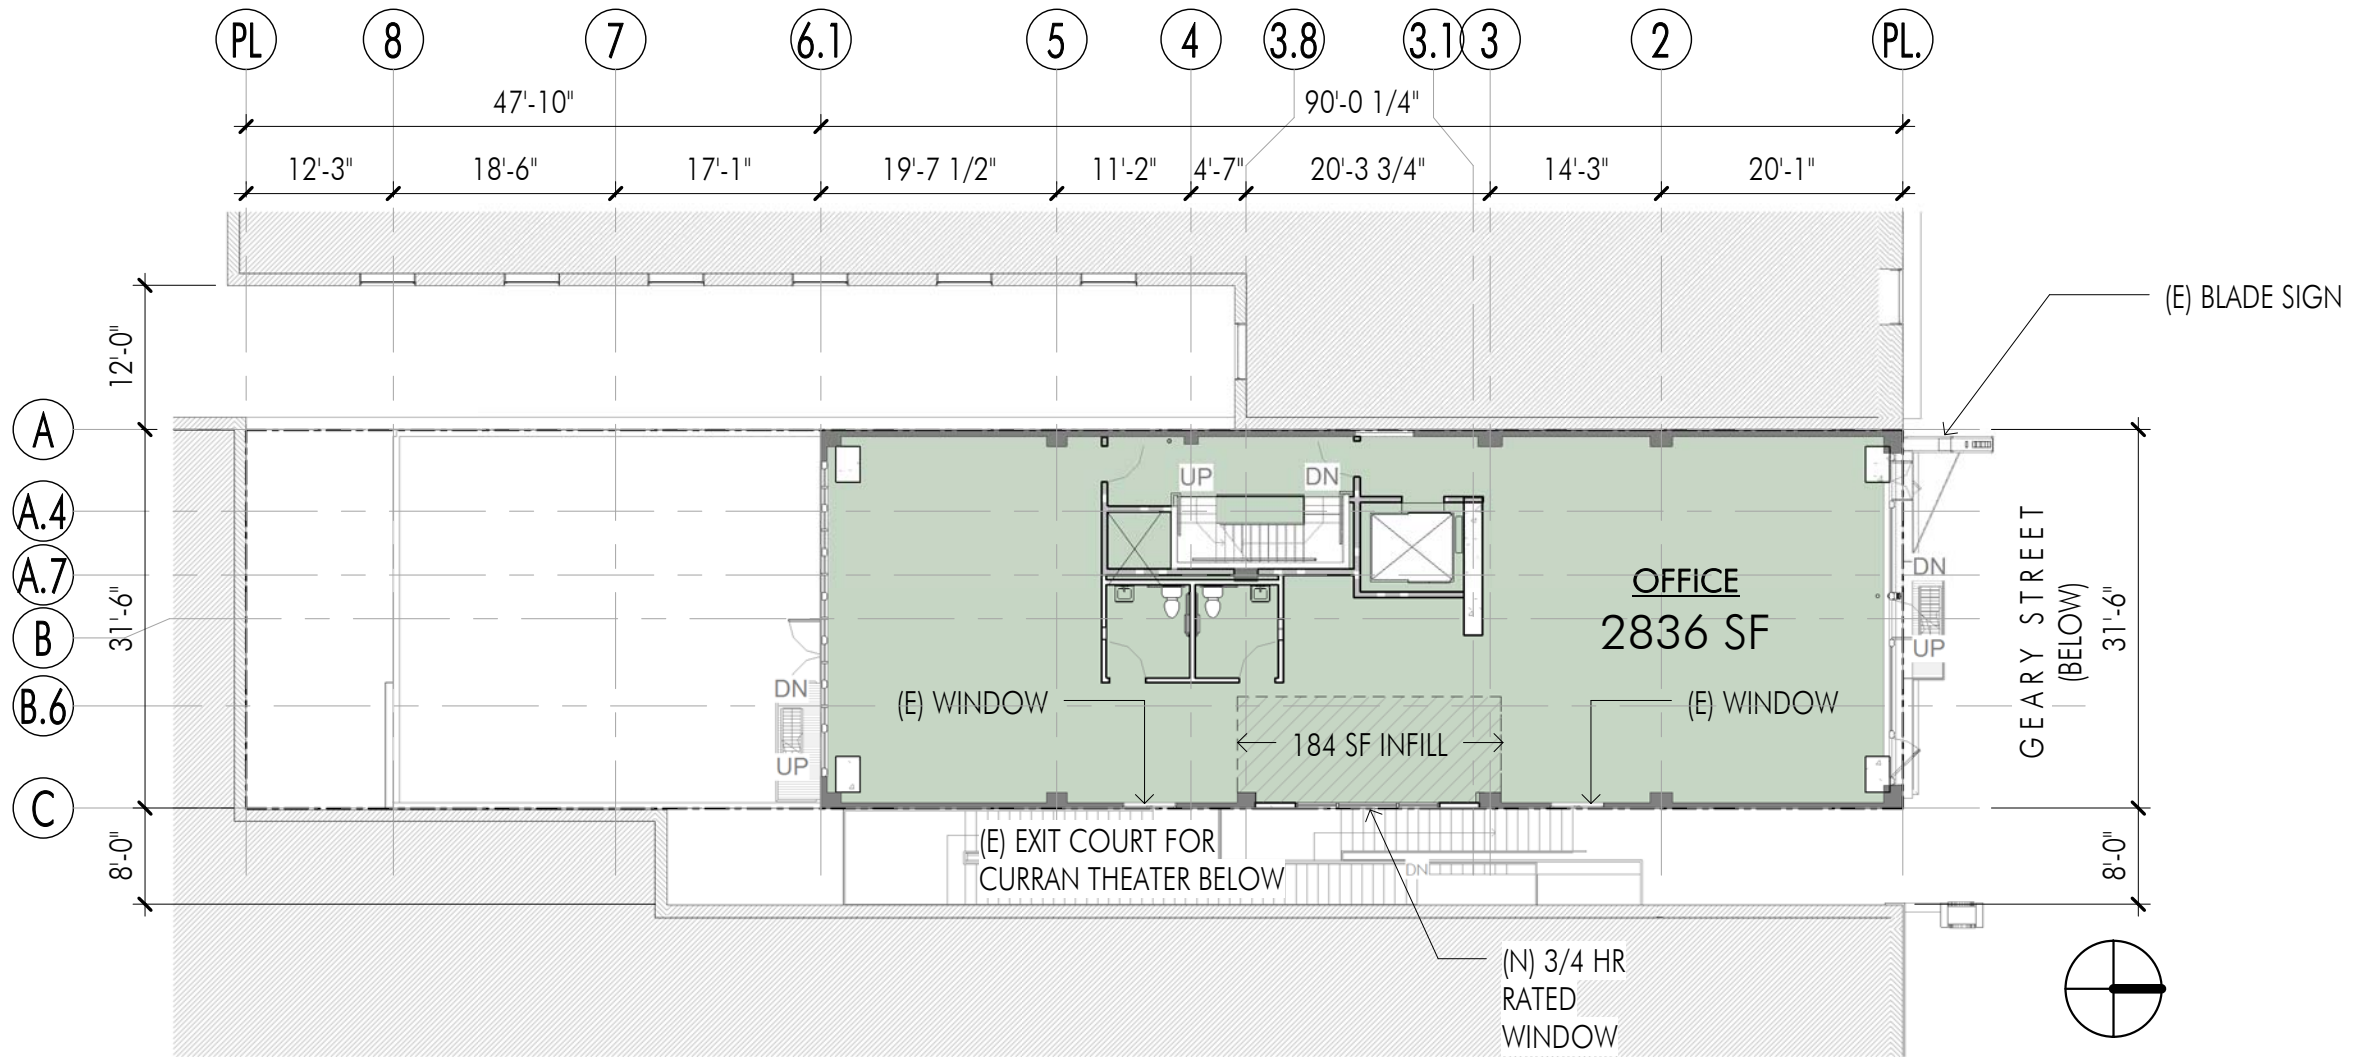 PL 8 7 6.1 5 4 3.8 3.1 3 2 PL.
47'-10" 90'-0 1/4"
12'-3" 18'-6" 17'-1" 19'-7 1/2" 11'-2" 4'-7" 20'-3 3/4" 14'-3" 20'-1"
(E) BLADE SIGN
12'-0"
A
A.4
A.7
B
B.6
C
31'-6"
8'-0"
UP DN
OFFICE
2836 SF
(E) WINDOW
(E) WINDOW
184 SF INFILL
DN
UP
DN
UP
GEARY STREET
(BELOW)
31'-6"
8'-0"
(E) EXIT COURT FOR
CURRAN THEATER BELOW
DN
(N) 3/4 HR
RATED
WINDOW